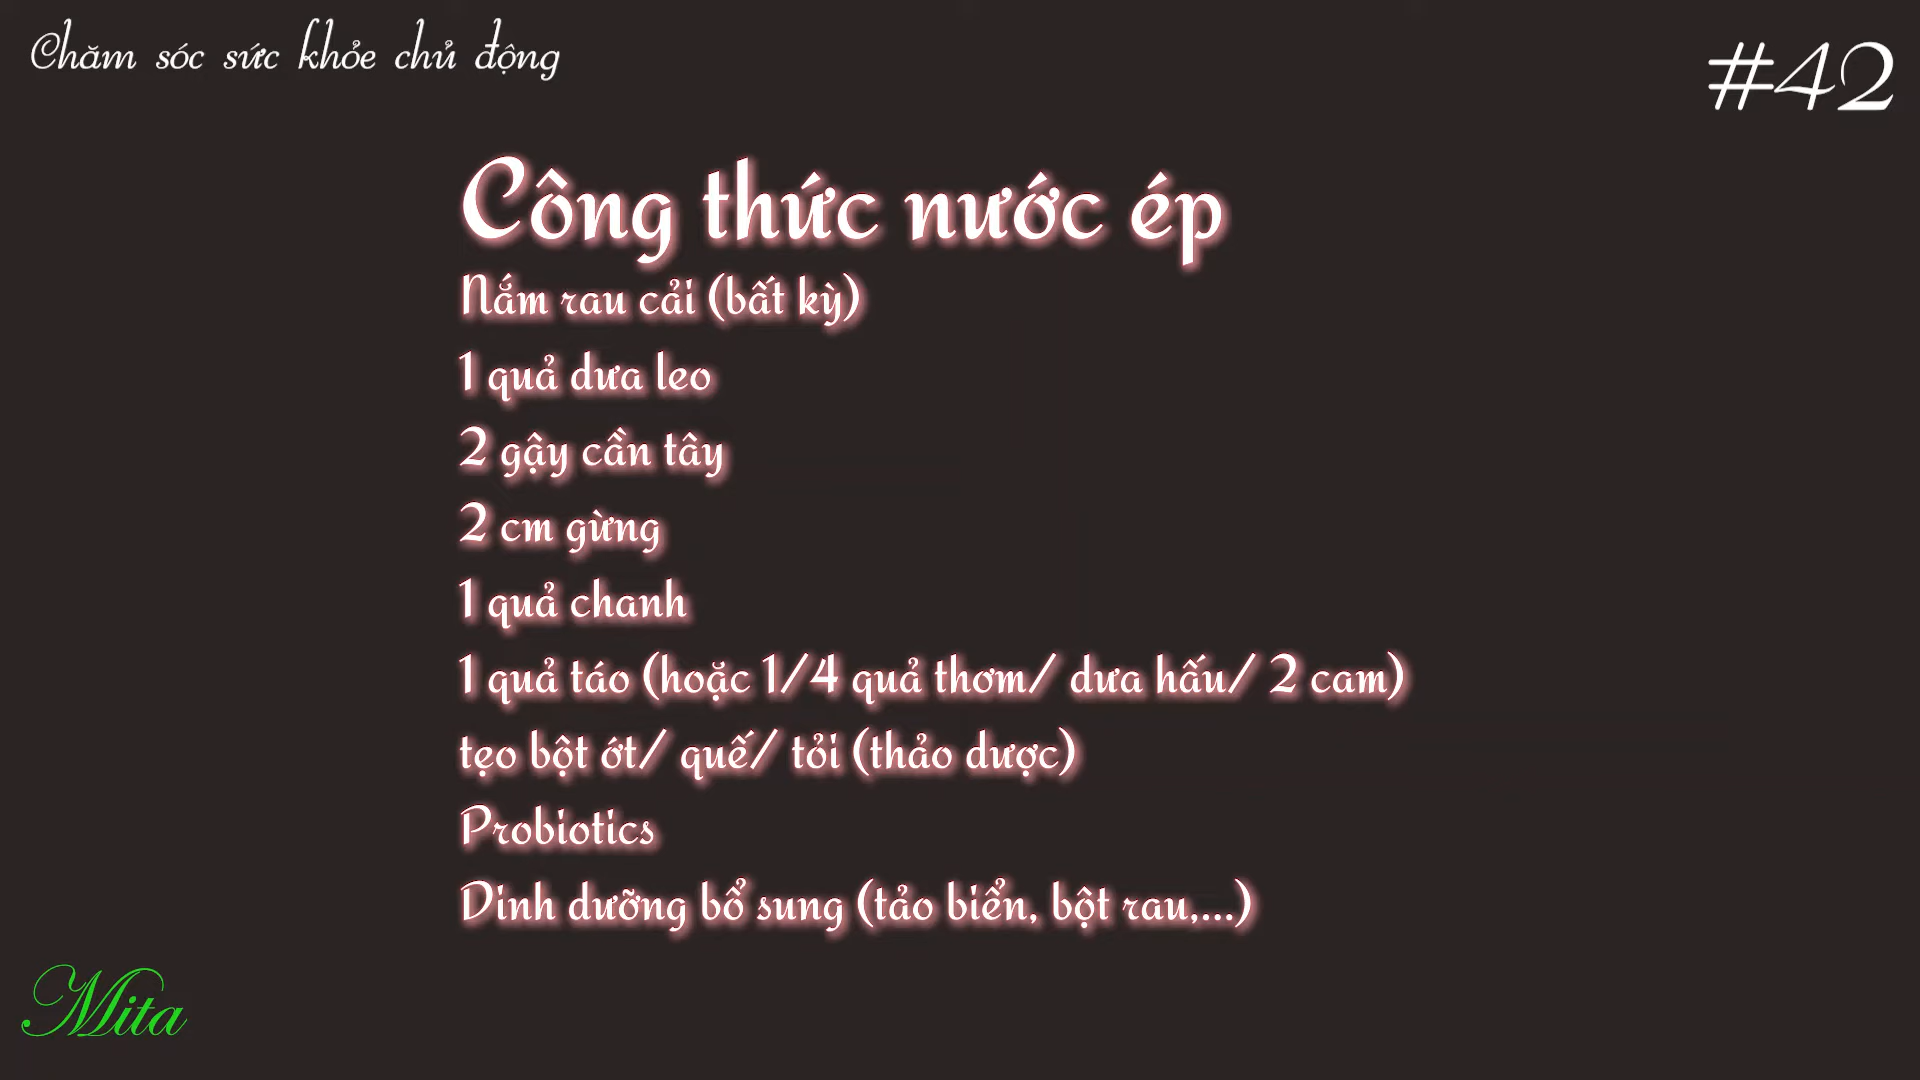 Chăm sóc sức khỏe chủ động
#42
Công thức nước ép
Nắm rau cải (bất kỳ)
1 quả dưa leo
2 gậy cần tây
2 cm gừng
1 quả chanh
1 quả táo (hoặc 1/4 quả thơm/ dưa hấu/ 2 cam)
tẹo bột ớt/ quế/ tỏi (thảo dược)
Probiotics
Dinh dưỡng bổ sung (tảo biển, bột rau,...)
Mita